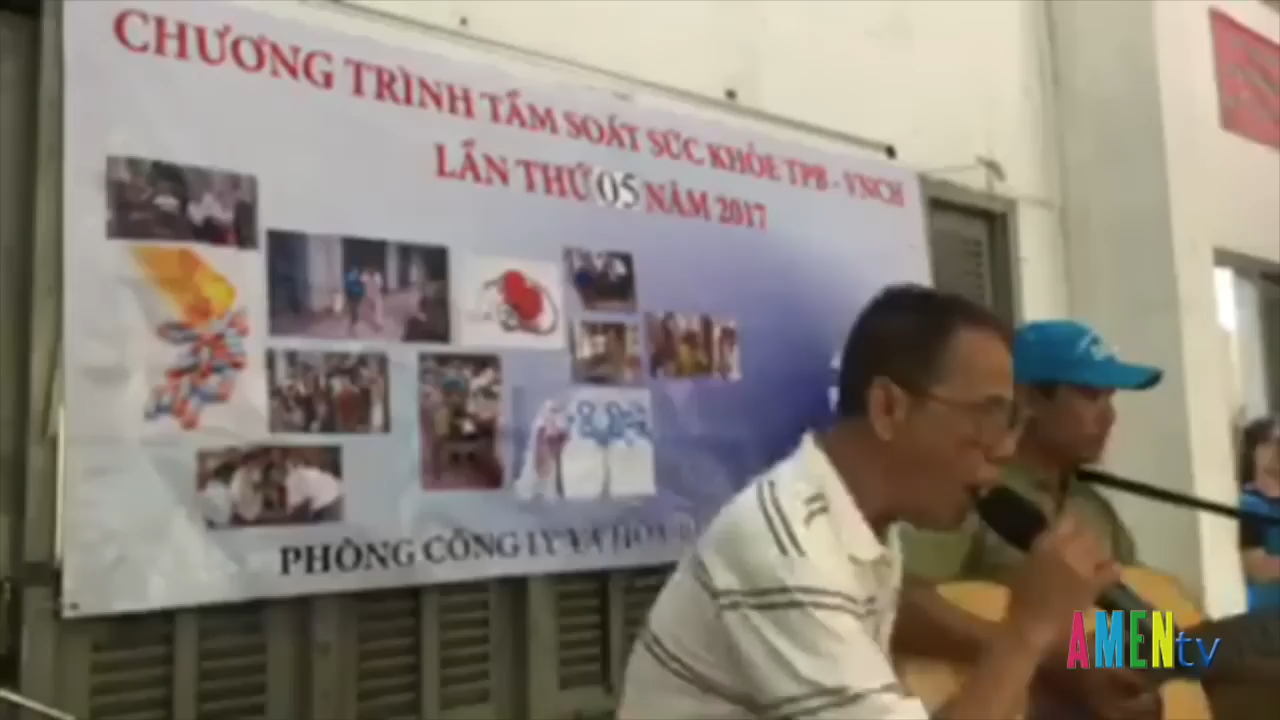 CHƯƠNG TRÌNH TẦM SOÁT SỨC KHỎE TPB - VNCH
LẦN THỨ 05 NĂM 2017
PHÒNG CÔNG LÝ VÀ HÒA
AMENtv